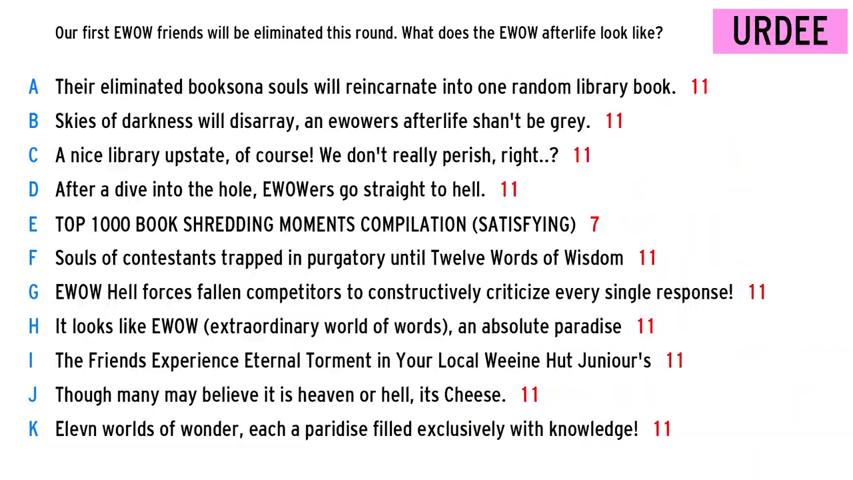 Our first EWOW friends will be eliminated this round. What does the EWOW afterlife look like?
URDEE
A Their eliminated booksona souls will reincarnate into one random library book. 11
B Skies of darkness will disarray, an ewowers afterlife shan't be grey. 11
C A nice library upstate, of course! We don't really perish, right..? 11
D After a dive into the hole, EWOWers go straight to hell. 11
E TOP 1000 BOOK SHREDDING MOMENTS COMPILATION (SATISFYING) 7
F Souls of contestants trapped in purgatory until Twelve Words of Wisdom 11
G EWOW Hell forces fallen competitors to constructively criticize every single response! 11
H It looks like EWOW (extraordinary world of words), an absolute paradise 11
I The Friends Experience Eternal Torment in Your Local Weeine Hut Juniour's 11
J Though many may believe it is heaven or hell, its Cheese. 11
K Elevn worlds of wonder, each a paridise filled exclusively with knowledge! 11